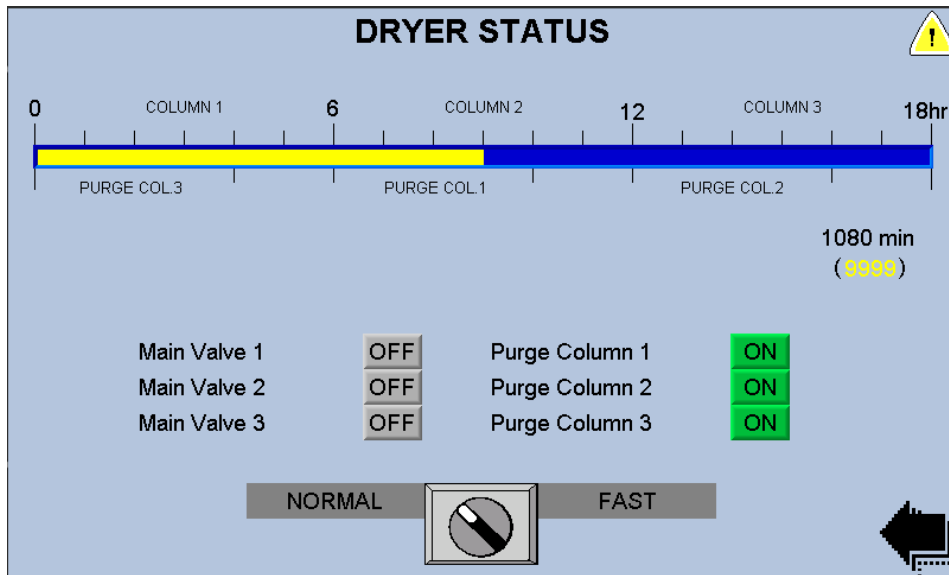 DRYER STATUS
!
0 COLUMN 1 6 COLUMN 2 12 COLUMN 3 18hr
PURGE COL.3 PURGE COL.1 PURGE COL.2
1080 min
(9999)
Main Valve 1 OFF Purge Column 1 ON
Main Valve 2 OFF Purge Column 2 ON
Main Valve 3 OFF Purge Column 3 ON
NORMAL FAST